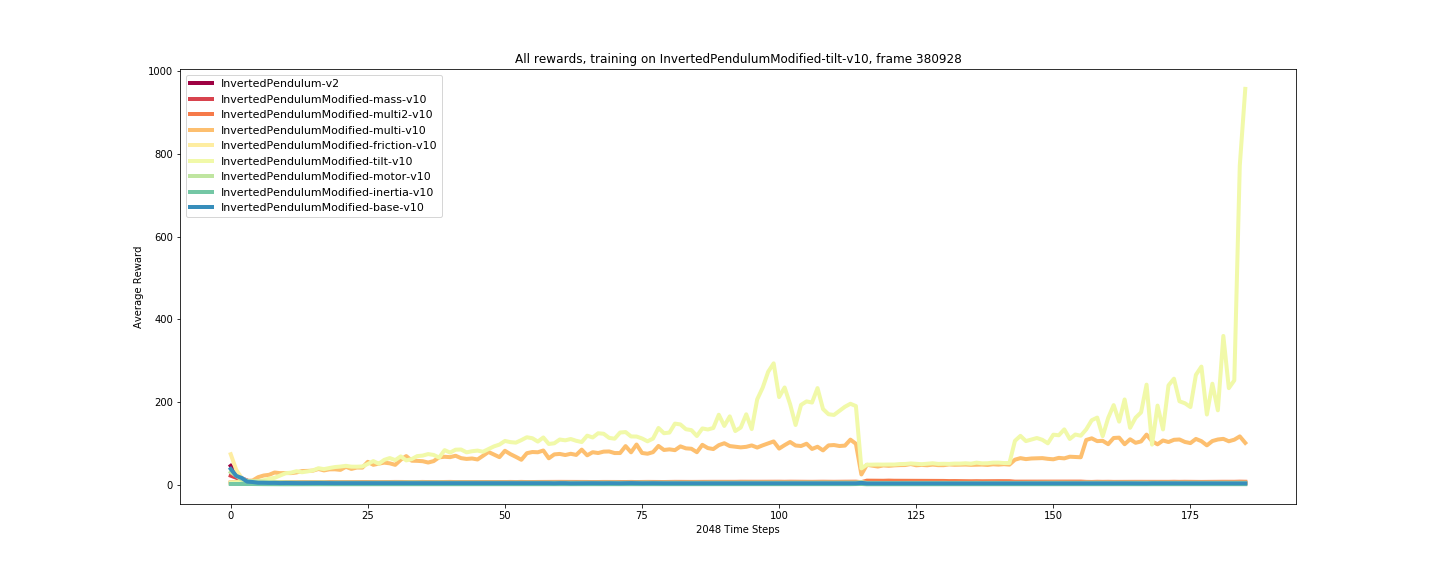 All rewards, training on InvertedPendulumModified-tilt-v10, frame 380928
1000
800
600
400
200
0
Average Reward
InvertedPendulum-v2
InvertedPendulumModified-mass-v10
InvertedPendulumModified-multi2-v10
InvertedPendulumModified-multi-v10
InvertedPendulumModified-friction-v10
InvertedPendulumModified-tilt-v10
InvertedPendulumModified-motor-v10
InvertedPendulumModified-inertia-v10
InvertedPendulumModified-base-v10
0 25 50 75 100 125 150 175
2048 Time Steps